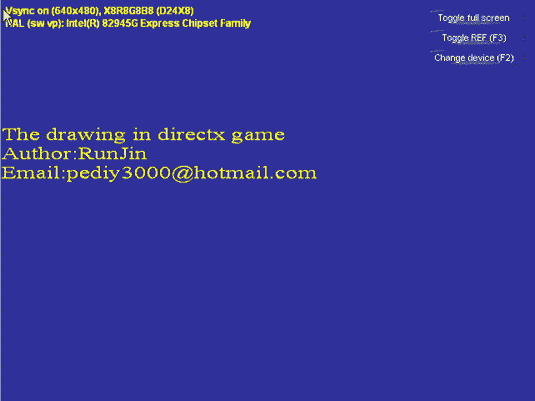 Vsync on (640x480), X8R8G8B8 (D24X8)
HAL (sw vp): Intel(R) 82945G Express Chipset Family
Toggle full screen
Toggle REF (F3)
Change device (F2)
The drawing in directx game
Author:RunJin
Email:pediy3000@hotmail.com